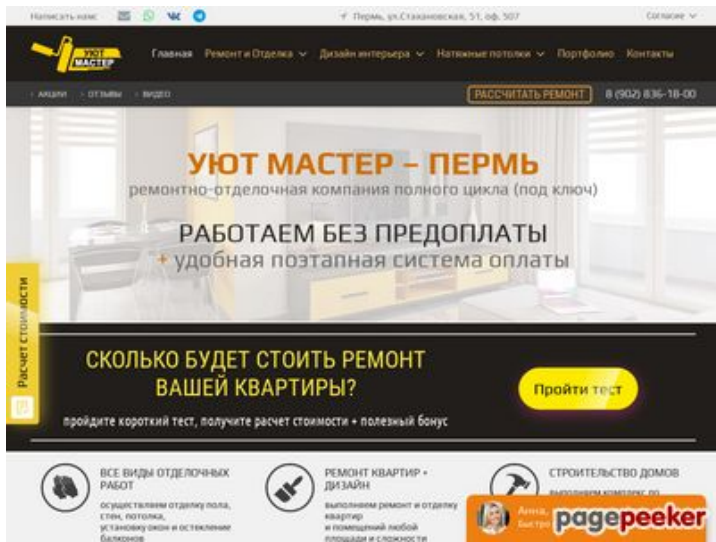 Написать нам:
Пермь, ул.Стахановская, 51, оф. 507
Согласие
УЮТ
МАСТЕР
Главная Ремонт и Отделка Дизайн интерьера Натяжные потолки Портфолио Контакты
АКЦИИ ОТЗЫВЫ ВИДЕО
РАССЧИТАТЬ РЕМОНТ 8 (902) 836-18-00
УЮТ МАСТЕР – ПЕРМЬ
ремонтно-отделочная компания полного цикла (под ключ)
РАБОТАЕМ БЕЗ ПРЕДОПЛАТЫ
+ удобная поэтапная система оплаты
Расчет стоимости
СКОЛЬКО БУДЕТ СТОИТЬ РЕМОНТ
ВАШЕЙ КВАРТИРЫ?
Пройти тест
пройдите короткий тест, получите расчет стоимости + полезный бонус
ВСЕ ВИДЫ ОТДЕЛОЧНЫХ
РАБОТ
осуществляем отделку пола,
стен, потолка,
установку окон и остекление
балконов
РЕМОНТ КВАРТИР +
ДИЗАЙН
выполняем ремонт и отделку
квартир
и помещений любой
площади и сложности
СТРОИТЕЛЬСТВО ДОМОВ
выполняем комплекс по
Анна,
Быстро
pagepeeker